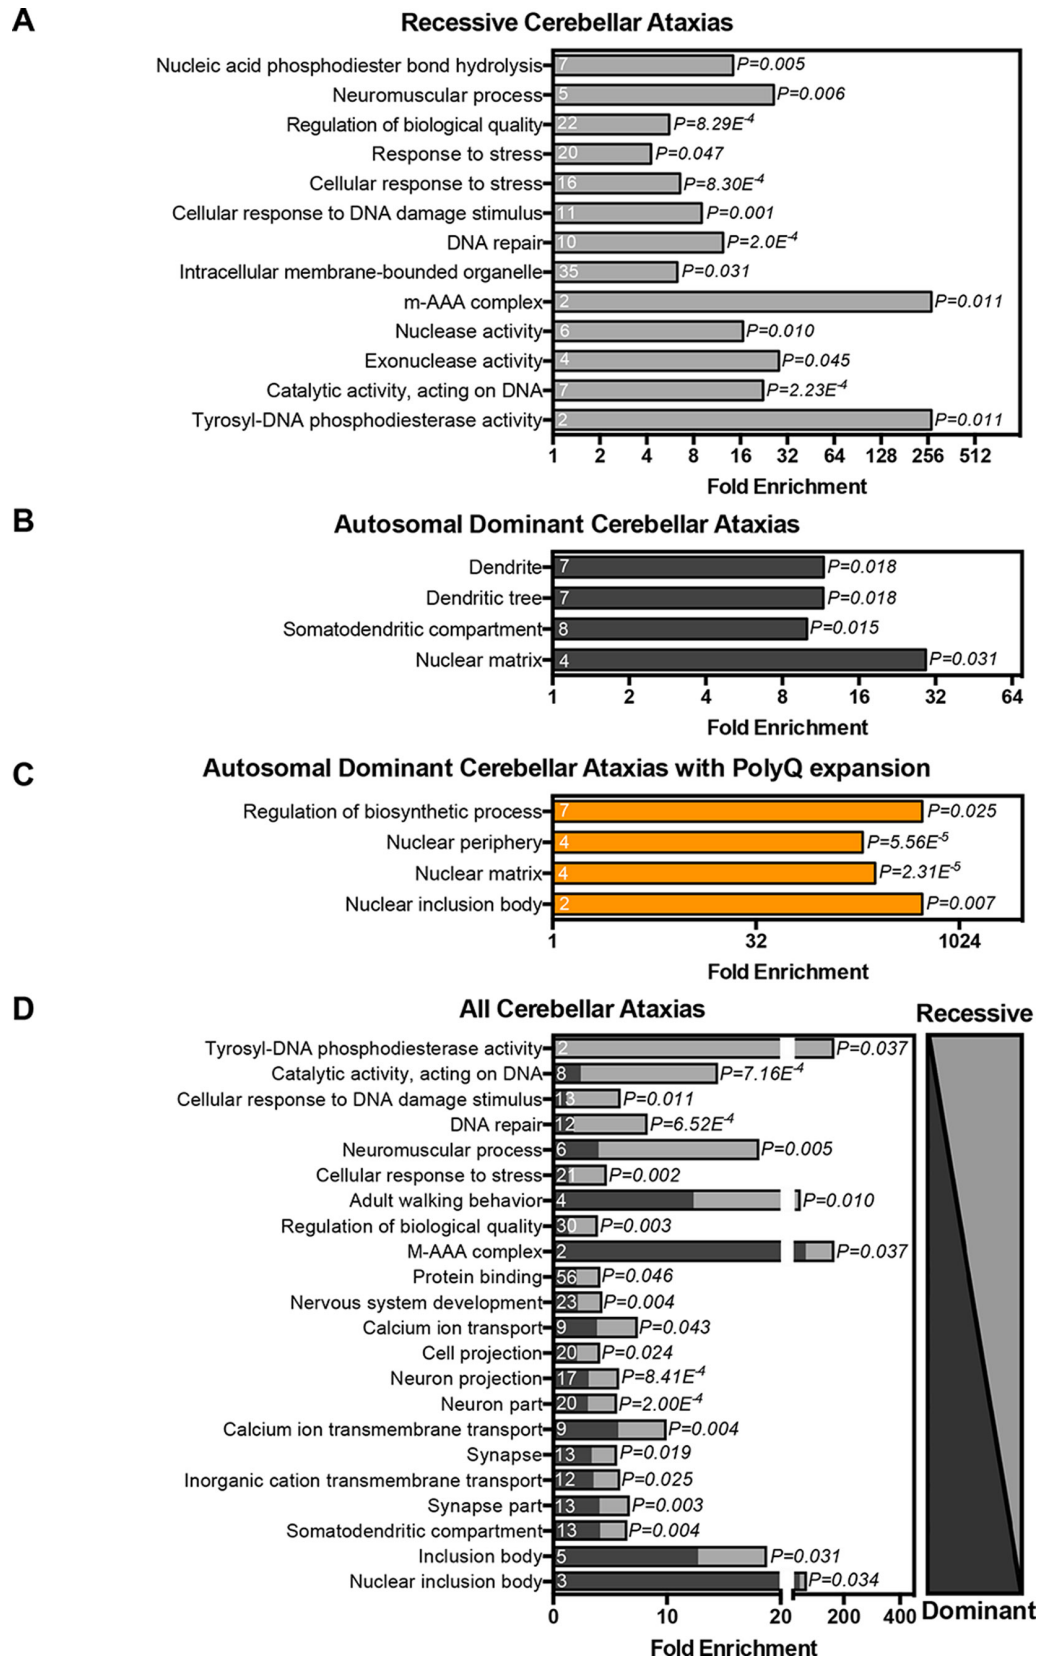 A
Recessive Cerebellar Ataxias
Nucleic acid phosphodiester bond hydrolysis 7 P=0.005
Neuromuscular process 5 P=0.006
Regulation of biological quality 22 P=8.29E-4
Response to stress 20 P=0.047
Cellular response to stress 16 P=8.30E-4
Cellular response to DNA damage stimulus 11 P=0.001
DNA repair 10 P=2.0E-4
Intracellular membrane-bounded organelle 35 P=0.031
m-AAA complex 2 P=0.011
Nuclease activity 6 P=0.010
Exonuclease activity 4 P=0.045
Catalytic activity, acting on DNA 7 P=2.23E-4
Tyrosyl-DNA phosphodiesterase activity 2 P=0.011
1 2 4 8 16 32 64 128 256 512
Fold Enrichment
B
Autosomal Dominant Cerebellar Ataxias
Dendrite 7 P=0.018
Dendritic tree 7 P=0.018
Somatodendritic compartment 8 P=0.015
Nuclear matrix 4 P=0.031
1 2 4 8 16 32 64
Fold Enrichment
C
Autosomal Dominant Cerebellar Ataxias with PolyQ expansion
Regulation of biosynthetic process 7 P=0.025
Nuclear periphery 4 P=5.56E-5
Nuclear matrix 4 P=2.31E-5
Nuclear inclusion body 2 P=0.007
1 32 1024
Fold Enrichment
D
All Cerebellar Ataxias
Recessive
Tyrosyl-DNA phosphodiesterase activity 2 P=0.037
Catalytic activity, acting on DNA 8 P=7.16E-4
Cellular response to DNA damage stimulus 13 P=0.011
DNA repair 12 P=6.52E-4
Neuromuscular process 6 P=0.005
Cellular response to stress 21 P=0.002
Adult walking behavior 4 P=0.010
Regulation of biological quality 30 P=0.003
M-AAA complex 2 P=0.037
Protein binding 56 P=0.046
Nervous system development 23 P=0.004
Calcium ion transport 9 P=0.043
Cell projection 20 P=0.024
Neuron projection 17 P=8.41E-4
Neuron part 20 P=2.00E-4
Calcium ion transmembrane transport 9 P=0.004
Synapse 13 P=0.019
Inorganic cation transmembrane transport 12 P=0.025
Synapse part 13 P=0.003
Somatodendritic compartment 13 P=0.004
Inclusion body 5 P=0.031
Nuclear inclusion body 3 P=0.034
0 10 20 200 400
Dominant
Fold Enrichment